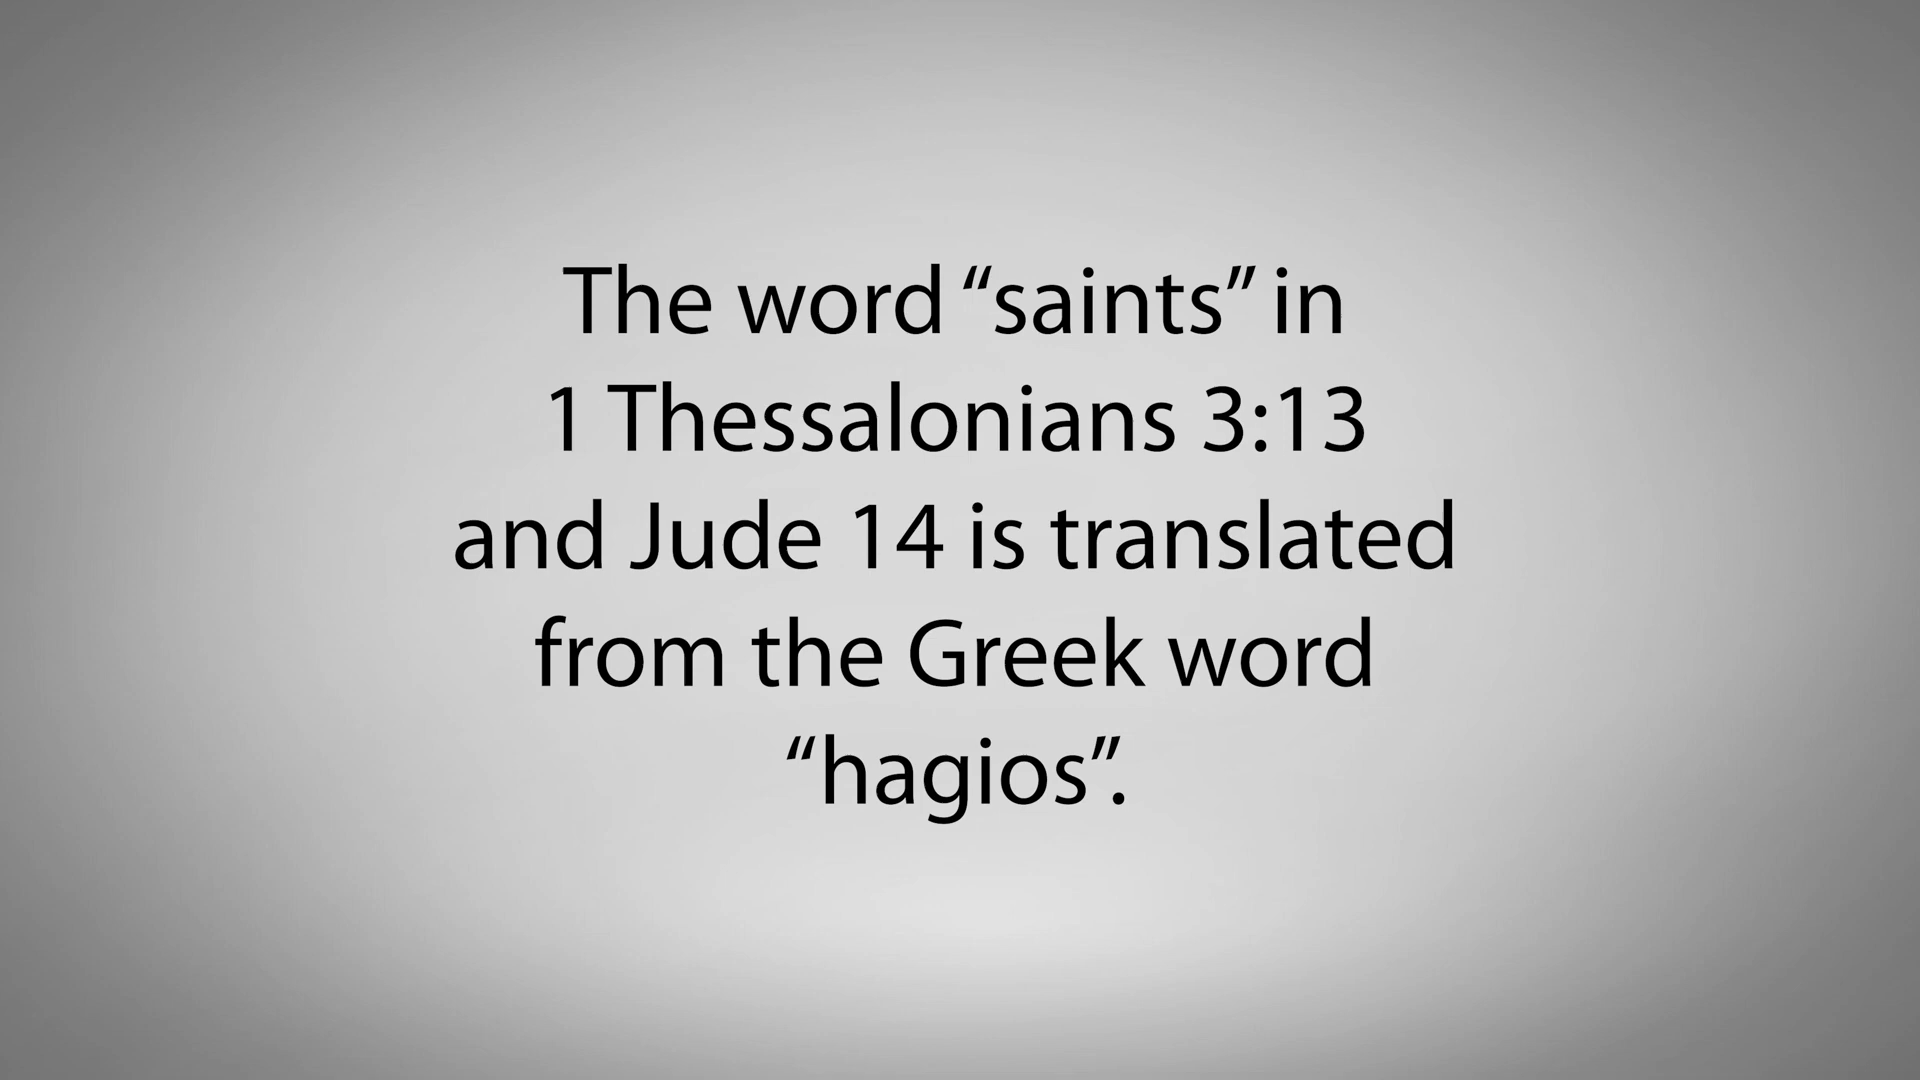 The word “saints” in
1 Thessalonians 3:13
and Jude 14 is translated
from the Greek word
“hagios”.